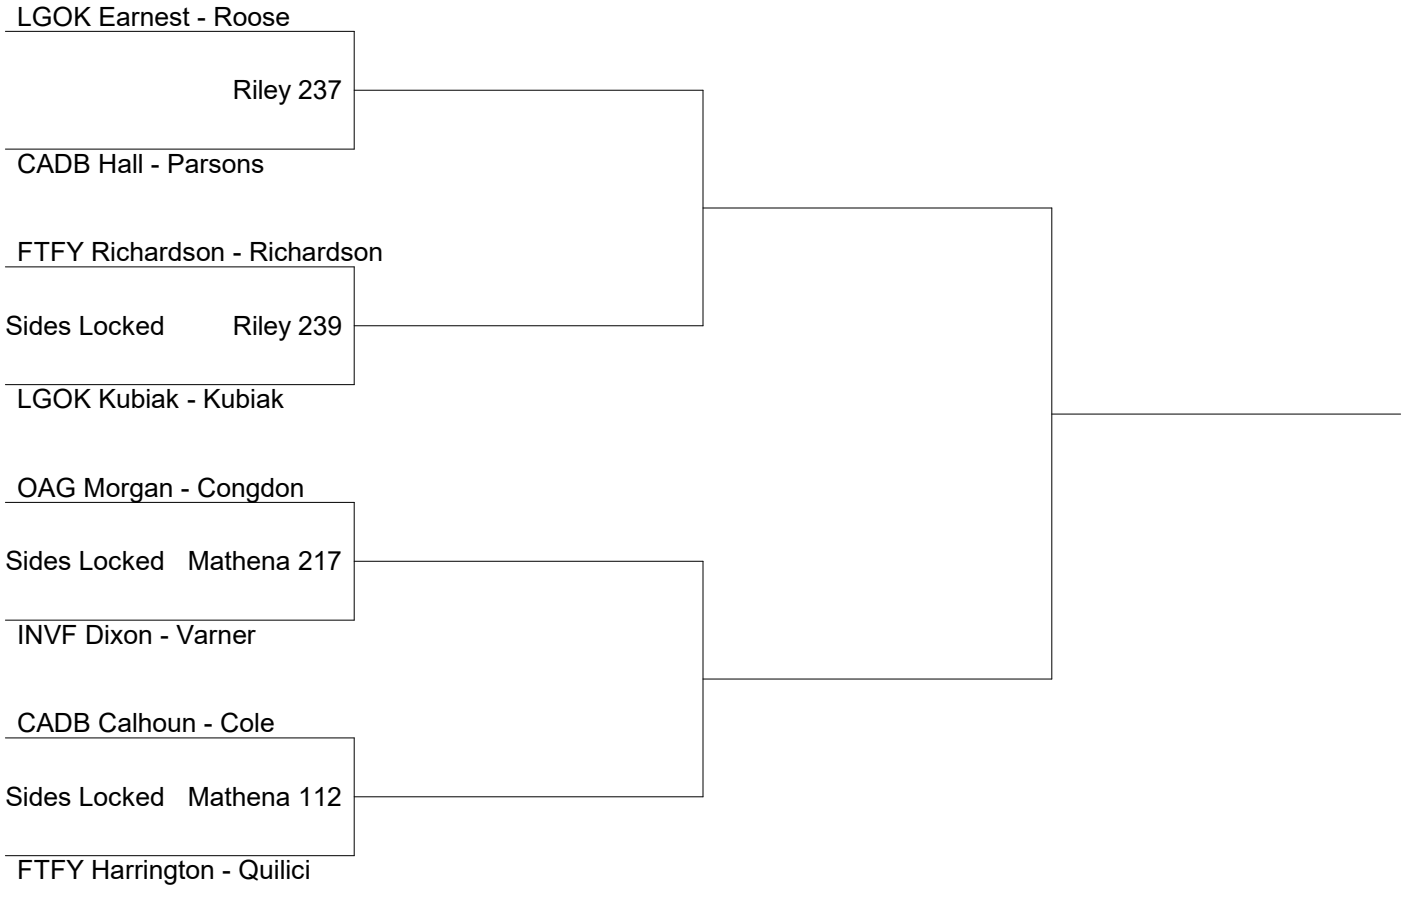 LGOK Earnest - Roose
Riley 237
CADB Hall - Parsons
FTFY Richardson - Richardson
Sides Locked Riley 239
LGOK Kubiak - Kubiak
OAG Morgan - Congdon
Sides Locked Mathena 217
INVF Dixon - Varner
CADB Calhoun - Cole
Sides Locked Mathena 112
FTFY Harrington - Quilici